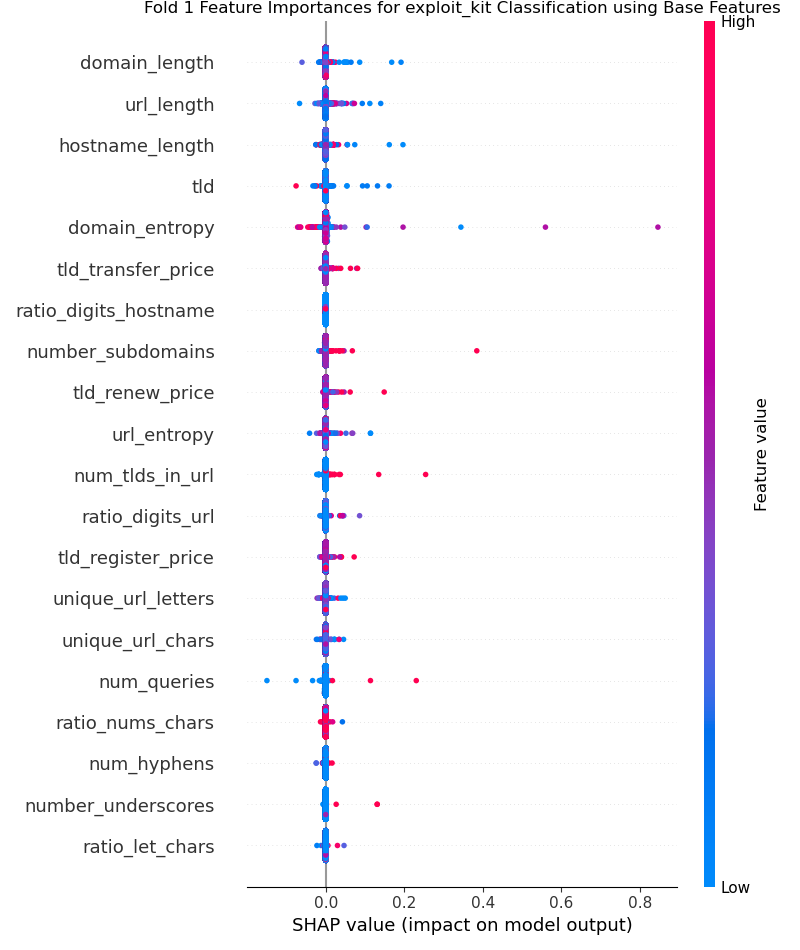 Fold 1 Feature Importances for exploit_kit Classification using Base Features
High
domain_length
url_length
hostname_length
tld
domain_entropy
tld_transfer_price
ratio_digits_hostname
number_subdomains
tld_renew_price
url_entropy
num_tlds_in_url
ratio_digits_url
tld_register_price
unique_url_letters
unique_url_chars
num_queries
ratio_nums_chars
num_hyphens
number_underscores
ratio_let_chars
Feature value
Low
0.0 0.2 0.4 0.6 0.8
SHAP value (impact on model output)